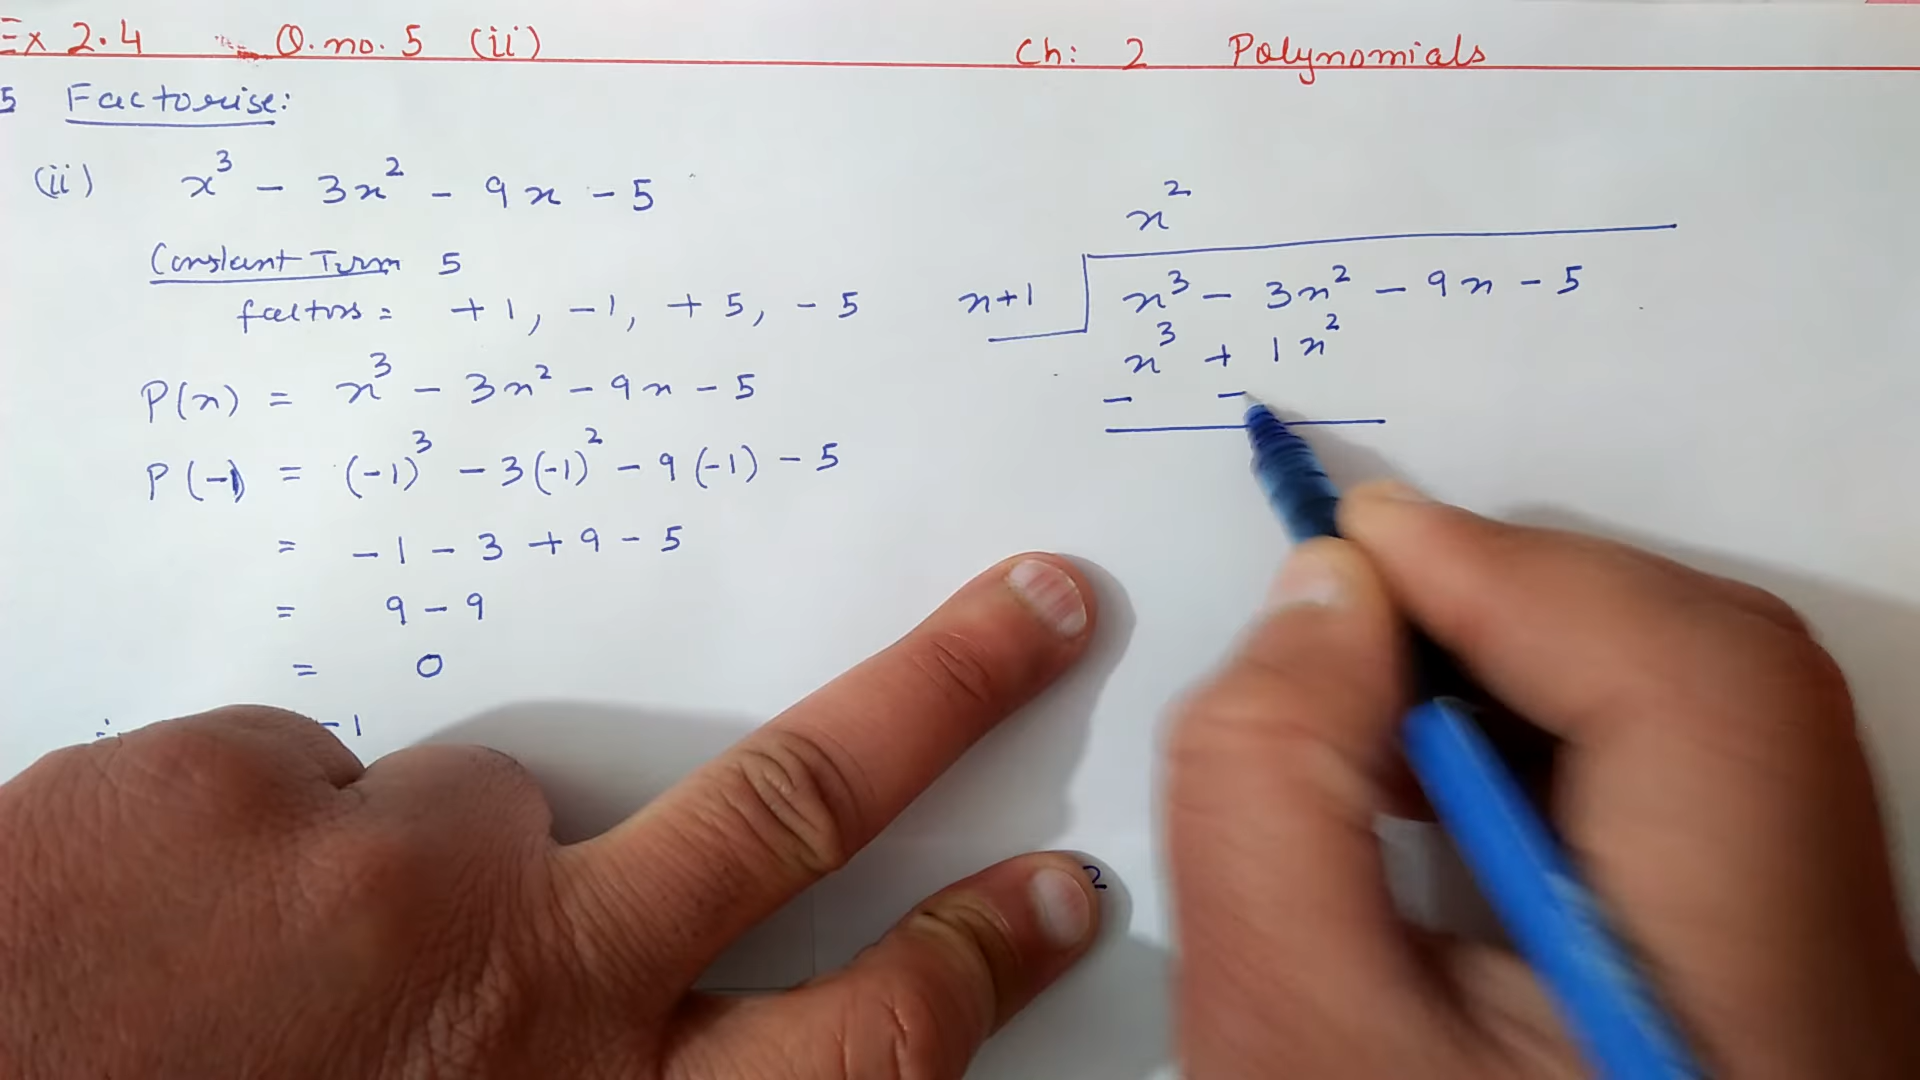 Ex 2.4 Q.no. 5 (ii) Ch: 2 Polynomials
5 Factorise:
(ii) x³ - 3x² - 9x - 5
Constant Term 5
factors = +1, -1, +5, -5
P(x) = x³ - 3x² - 9x - 5
P(-1) = (-1)³ - 3(-1)² - 9(-1) - 5
= -1 - 3 + 9 - 5
= 9 - 9
= 0
∴ -1
x²
x+1 x³ - 3x² - 9x - 5
x³ + 1x²
- -
2